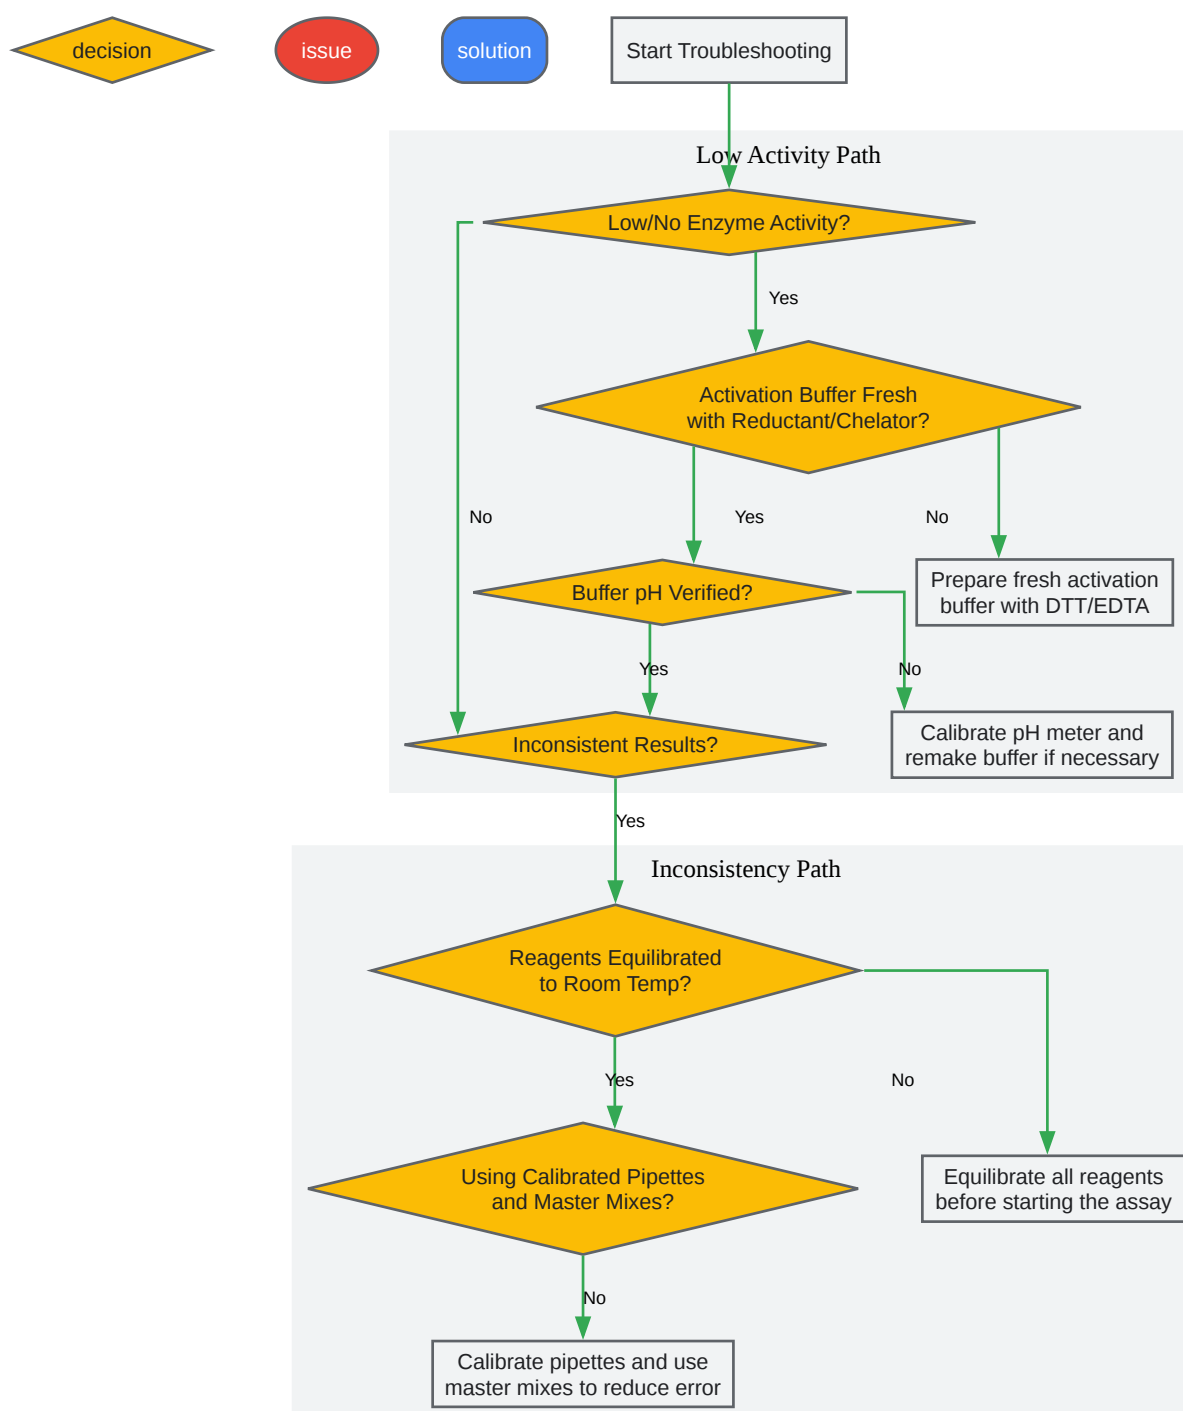 decision
issue
solution
Start Troubleshooting
Low Activity Path
Low/No Enzyme Activity?
Yes
Activation Buffer Fresh
with Reductant/Chelator?
No
Yes
No
Buffer pH Verified?
Prepare fresh activation
buffer with DTT/EDTA
Yes
No
Inconsistent Results?
Calibrate pH meter and
remake buffer if necessary
Yes
Inconsistency Path
Reagents Equilibrated
to Room Temp?
Yes
No
Using Calibrated Pipettes
and Master Mixes?
Equilibrate all reagents
before starting the assay
No
Calibrate pipettes and use
master mixes to reduce error